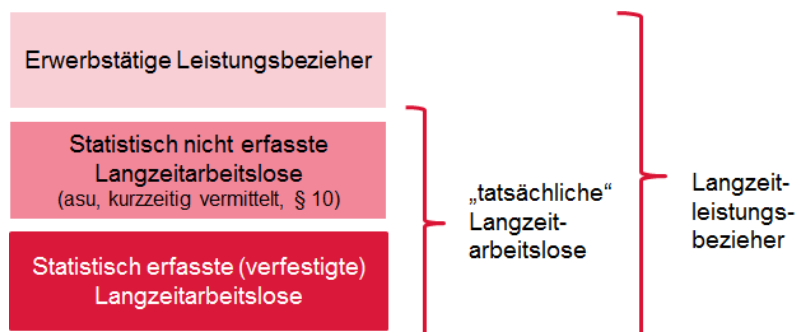 Erwerbstätige Leistungsbezieher
Statistisch nicht erfasste
Langzeitarbeitslose
(asu, kurzzeitig vermittelt, § 10)
Statistisch erfasste (verfestigte)
Langzeitarbeitslose
„tatsächliche“
Langzeit-
arbeitslose
Langzeit-
leistungs-
bezieher